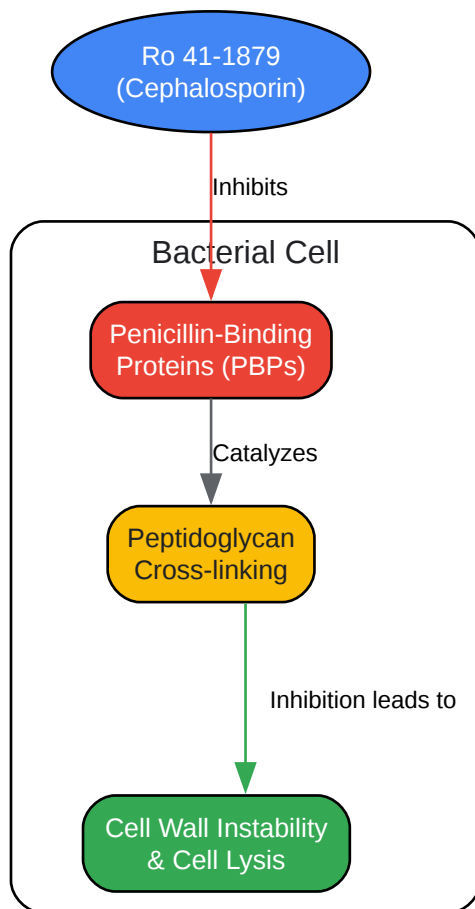 Ro 41-1879
(Cephalosporin)
Inhibits
Bacterial Cell
Penicillin-Binding
Proteins (PBPs)
Catalyzes
Peptidoglycan
Cross-linking
Inhibition leads to
Cell Wall Instability
& Cell Lysis